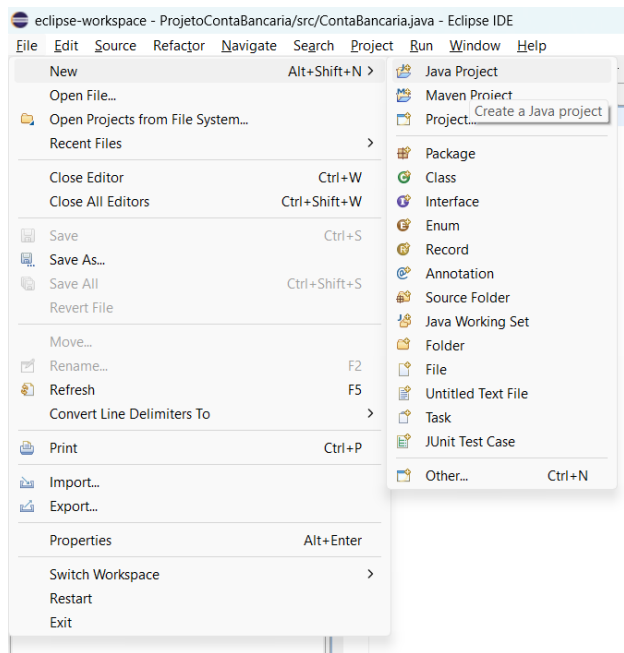 eclipse-workspace - ProjetoContaBancaria/src/ContaBancaria.java - Eclipse IDE
File Edit Source Refactor Navigate Search Project Run Window Help
New Alt+Shift+N >
Open File...
Open Projects from File System...
Recent Files >
Close Editor Ctrl+W
Close All Editors Ctrl+Shift+W
Save Ctrl+S
Save As...
Save All Ctrl+Shift+S
Revert File
Move...
Rename... F2
Refresh F5
Convert Line Delimiters To >
Print Ctrl+P
Import...
Export...
Properties Alt+Enter
Switch Workspace >
Restart
Exit
Java Project
Maven Project
Project...
Create a Java project
Package
Class
Interface
Enum
Record
Annotation
Source Folder
Java Working Set
Folder
File
Untitled Text File
Task
JUnit Test Case
Other... Ctrl+N